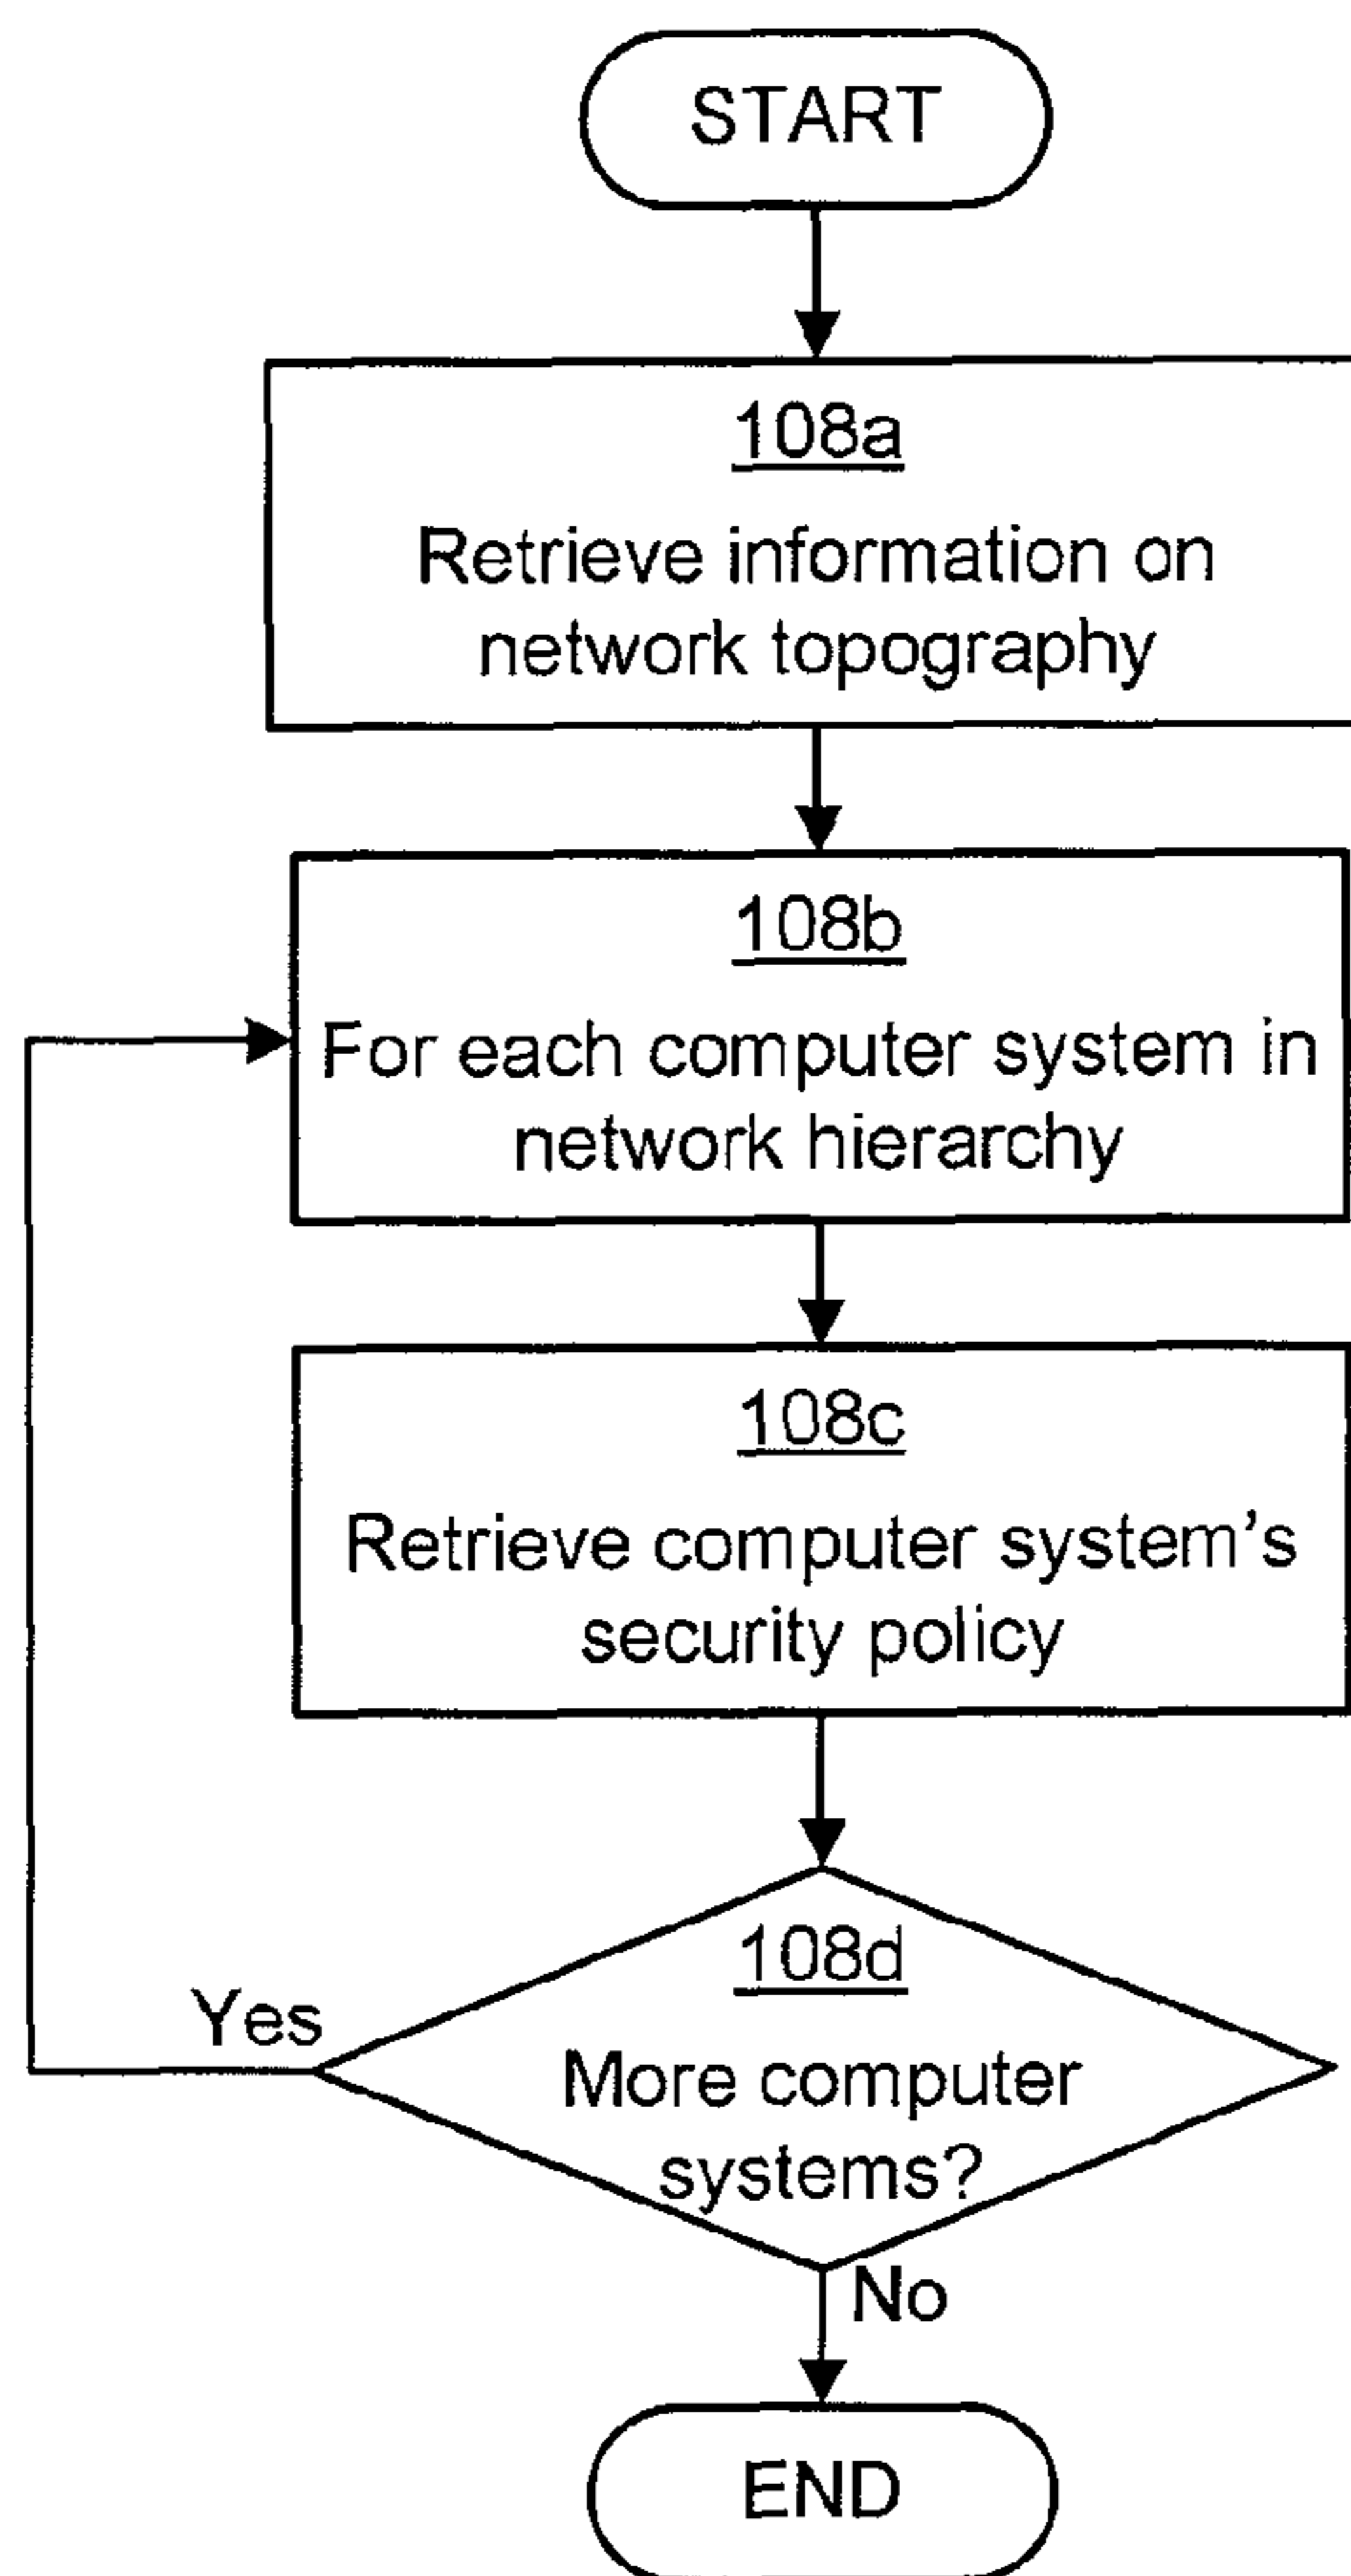 START
108a
Retrieve information on
network topography
108b
For each computer system in
network hierarchy
108c
Retrieve computer system’s
security policy
108d
More computer
systems?
Yes
No
END